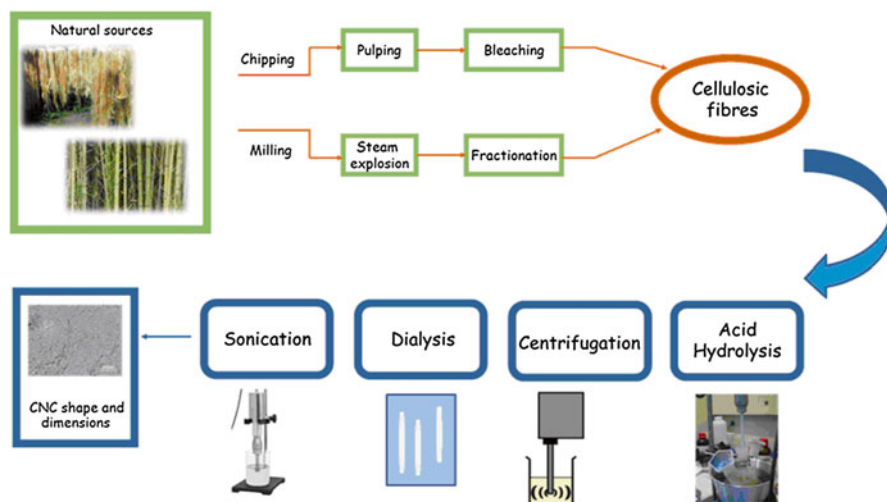 Natural sources
Chipping
Pulping
Bleaching
Milling
Steam
explosion
Fractionation
Cellulosic
fibres
Acid
Hydrolysis
Centrifugation
Dialysis
Sonication
CNC shape and
dimensions